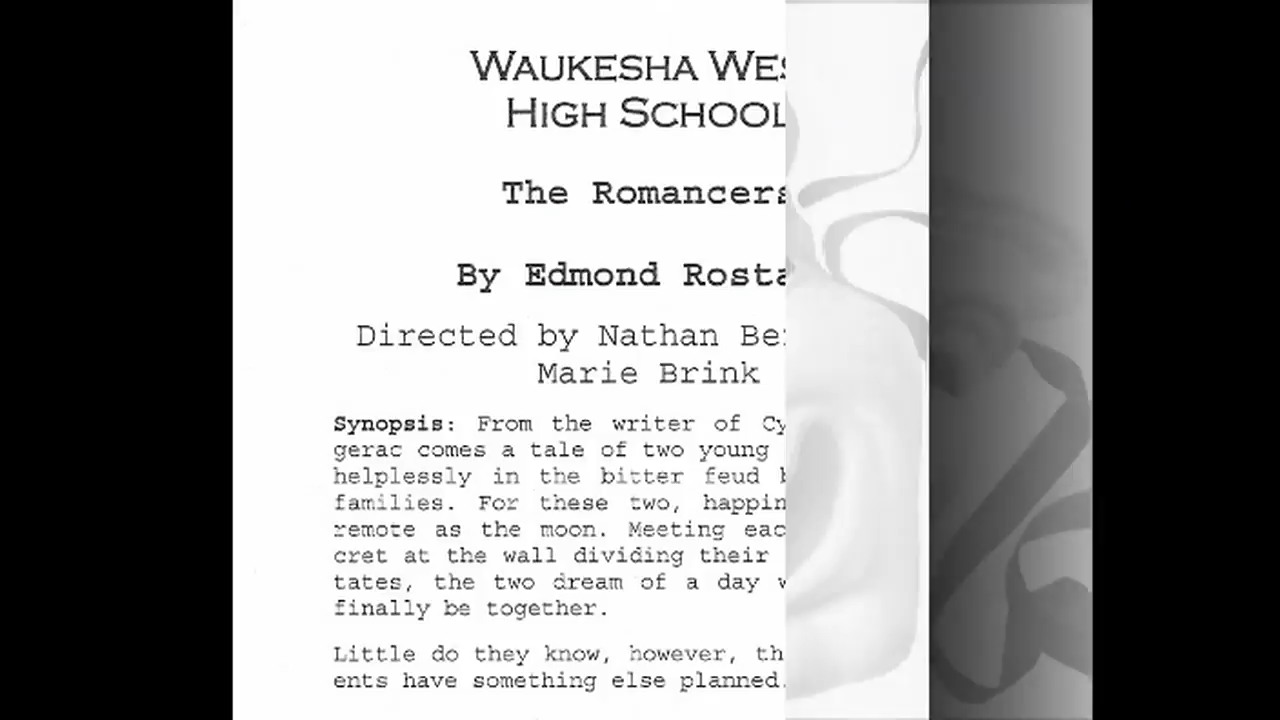 WAUKESHA WES
HIGH SCHOOL
The Romancers
By Edmond Rosta
Directed by Nathan Be
Marie Brink
Synopsis: From the writer of Cy
gerac comes a tale of two young
helplessly in the bitter feud
families. For these two, happin
remote as the moon. Meeting eac
cret at the wall dividing their
tates, the two dream of a day
finally be together.
Little do they know, however, th
ents have something else planned.